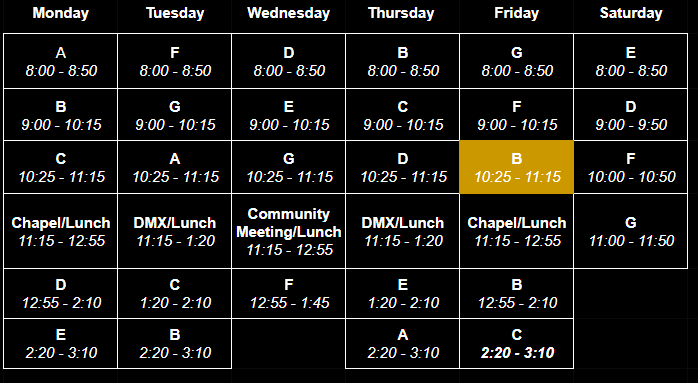 Monday Tuesday Wednesday Thursday Friday Saturday
A F D B G E
8:00 - 8:50 8:00 - 8:50 8:00 - 8:50 8:00 - 8:50 8:00 - 8:50 8:00 - 8:50
B G E C F D
9:00 - 10:15 9:00 - 10:15 9:00 - 10:15 9:00 - 10:15 9:00 - 10:15 9:00 - 9:50
C A G D B F
10:25 - 11:15 10:25 - 11:15 10:25 - 11:15 10:25 - 11:15 10:25 - 11:15 10:00 - 10:50
Chapel/Lunch DMX/Lunch Community Meeting/Lunch DMX/Lunch Chapel/Lunch G
11:15 - 12:55 11:15 - 1:20 11:15 - 12:55 11:15 - 1:20 11:15 - 12:55 11:00 - 11:50
D C F E B
12:55 - 2:10 1:20 - 2:10 12:55 - 1:45 1:20 - 2:10 12:55 - 2:10
E B A C
2:20 - 3:10 2:20 - 3:10 2:20 - 3:10 2:20 - 3:10